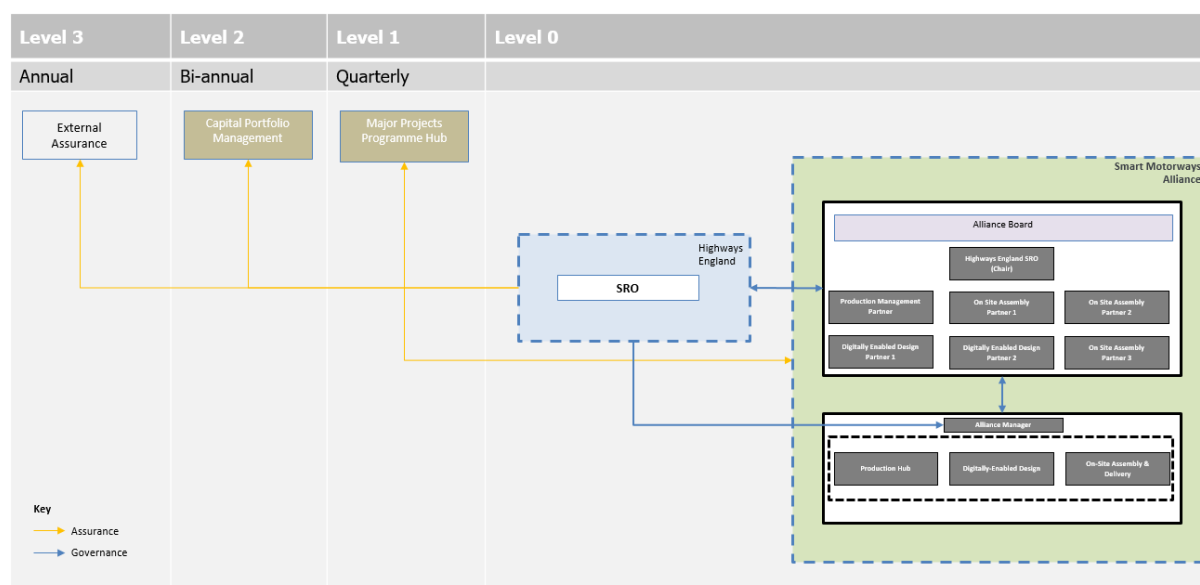 Level 3
Level 2
Level 1
Level 0
Annual
Bi-annual
Quarterly
External
Assurance
Capital Portfolio
Management
Major Projects
Programme Hub
Smart Motorways
Alliance
Alliance Board
Highways England SRO
(Chair)
Production Management
Partner
On Site Assembly
Partner 1
On Site Assembly
Partner 2
Digitally Enabled Design
Partner 1
Digitally Enabled Design
Partner 2
On Site Assembly
Partner 3
Highways
England
SRO
Alliance Manager
Production Hub
Digitally-Enabled Design
On-Site Assembly &
Delivery
Key
Assurance
Governance